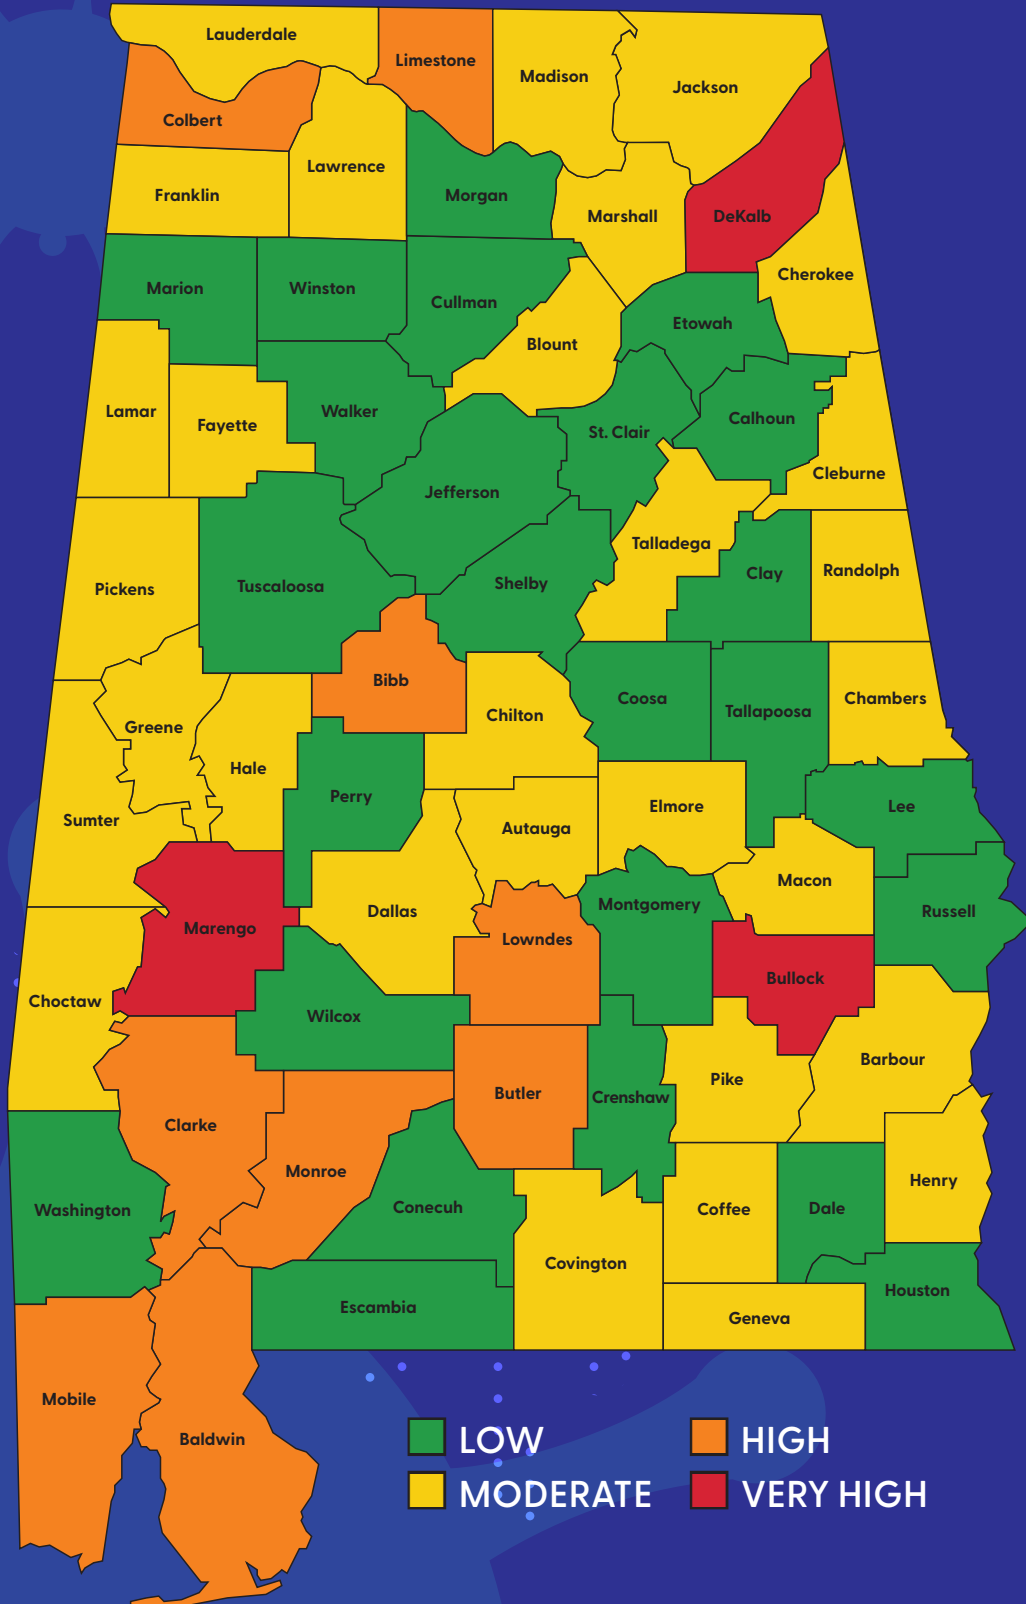 Lauderdale
Limestone
Madison
Jackson
Colbert
Lawrence
Franklin
Morgan
Marshall
DeKalb
Cherokee
Marion
Winston
Cullman
Etowah
Blount
Lamar
Fayette
Walker
St. Clair
Calhoun
Cleburne
Jefferson
Talladega
Clay
Randolph
Pickens
Tuscaloosa
Shelby
Bibb
Coosa
Tallapoosa
Chambers
Greene
Chilton
Hale
Perry
Elmore
Lee
Sumter
Autauga
Macon
Marengo
Dallas
Lowndes
Montgomery
Russell
Bullock
Choctaw
Wilcox
Barbour
Butler
Crenshaw
Pike
Clarke
Monroe
Henry
Washington
Conecuh
Coffee
Dale
Covington
Houston
Escambia
Geneva
Mobile
Baldwin
LOW
HIGH
MODERATE
VERY HIGH